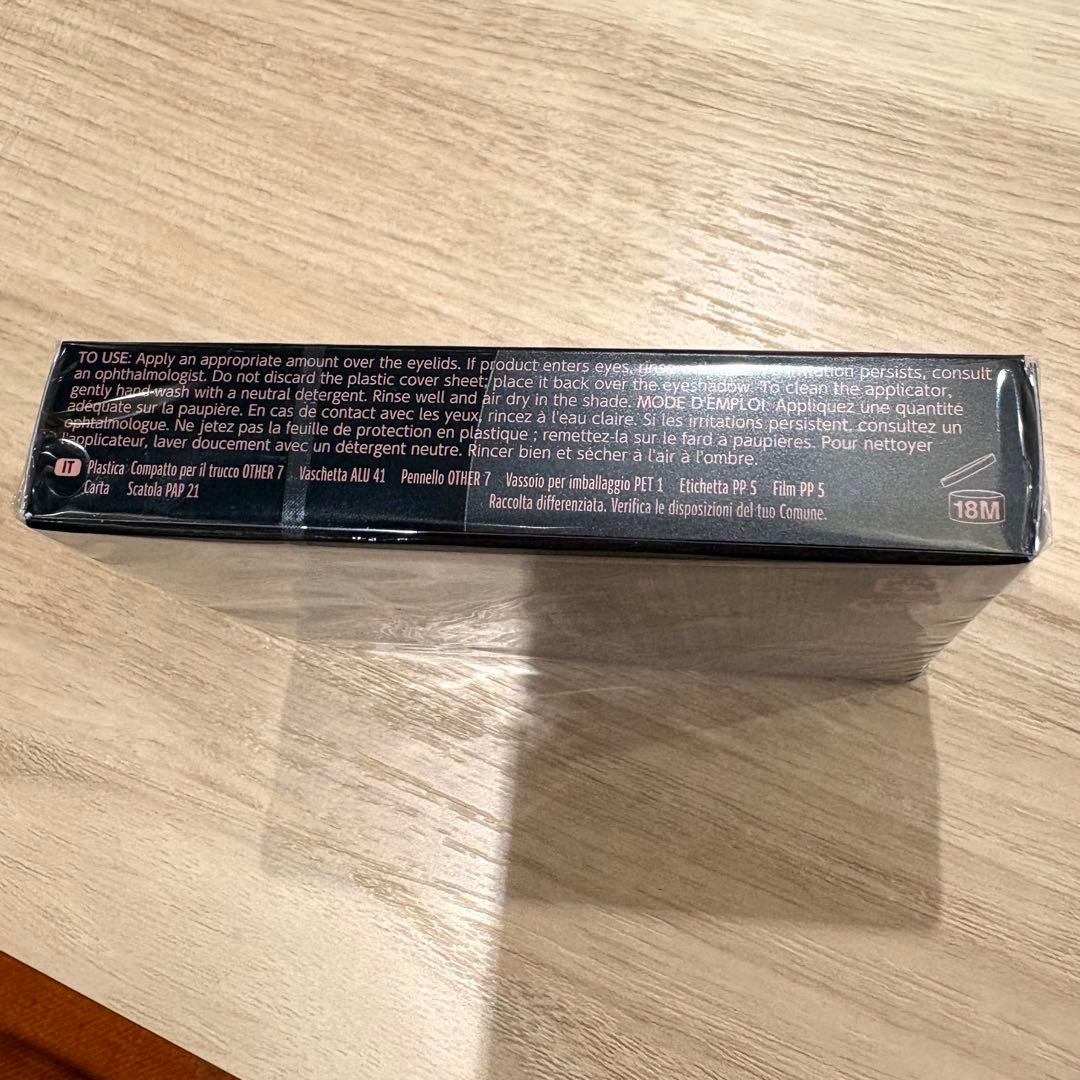 TO USE: Apply an appropriate amount over the eyelids. If product enters eyes, rinse irritation persists, consult
an ophthalmologist. Do not discard the plastic cover sheet; place it back over the eyeshadow. To clean the applicator,
gently hand-wash with a neutral detergent. Rinse well and air dry in the shade. MODE D'EMPLOI: Appliquez une quantité
adéquate sur la paupière. En cas de contact avec les yeux, rincez à l'eau claire. Si les irritations persistent, consultez un
ophtalmologue. Ne jetez pas la feuille de protection en plastique ; remettez-la sur le fard à paupières. Pour nettoyer
l'applicateur, laver doucement avec un détergent neutre. Rincer bien et sécher à l'air à l'ombre.
IT Plastica Compatto per il trucco OTHER 7 Vaschetta ALU 41 Pennello OTHER 7 Vassoio per imballaggio PET 1 Etichetta PP 5 Film PP 5
Carta Scatola PAP 21
Raccolta differenziata. Verifica le disposizioni del tuo Comune.
18M